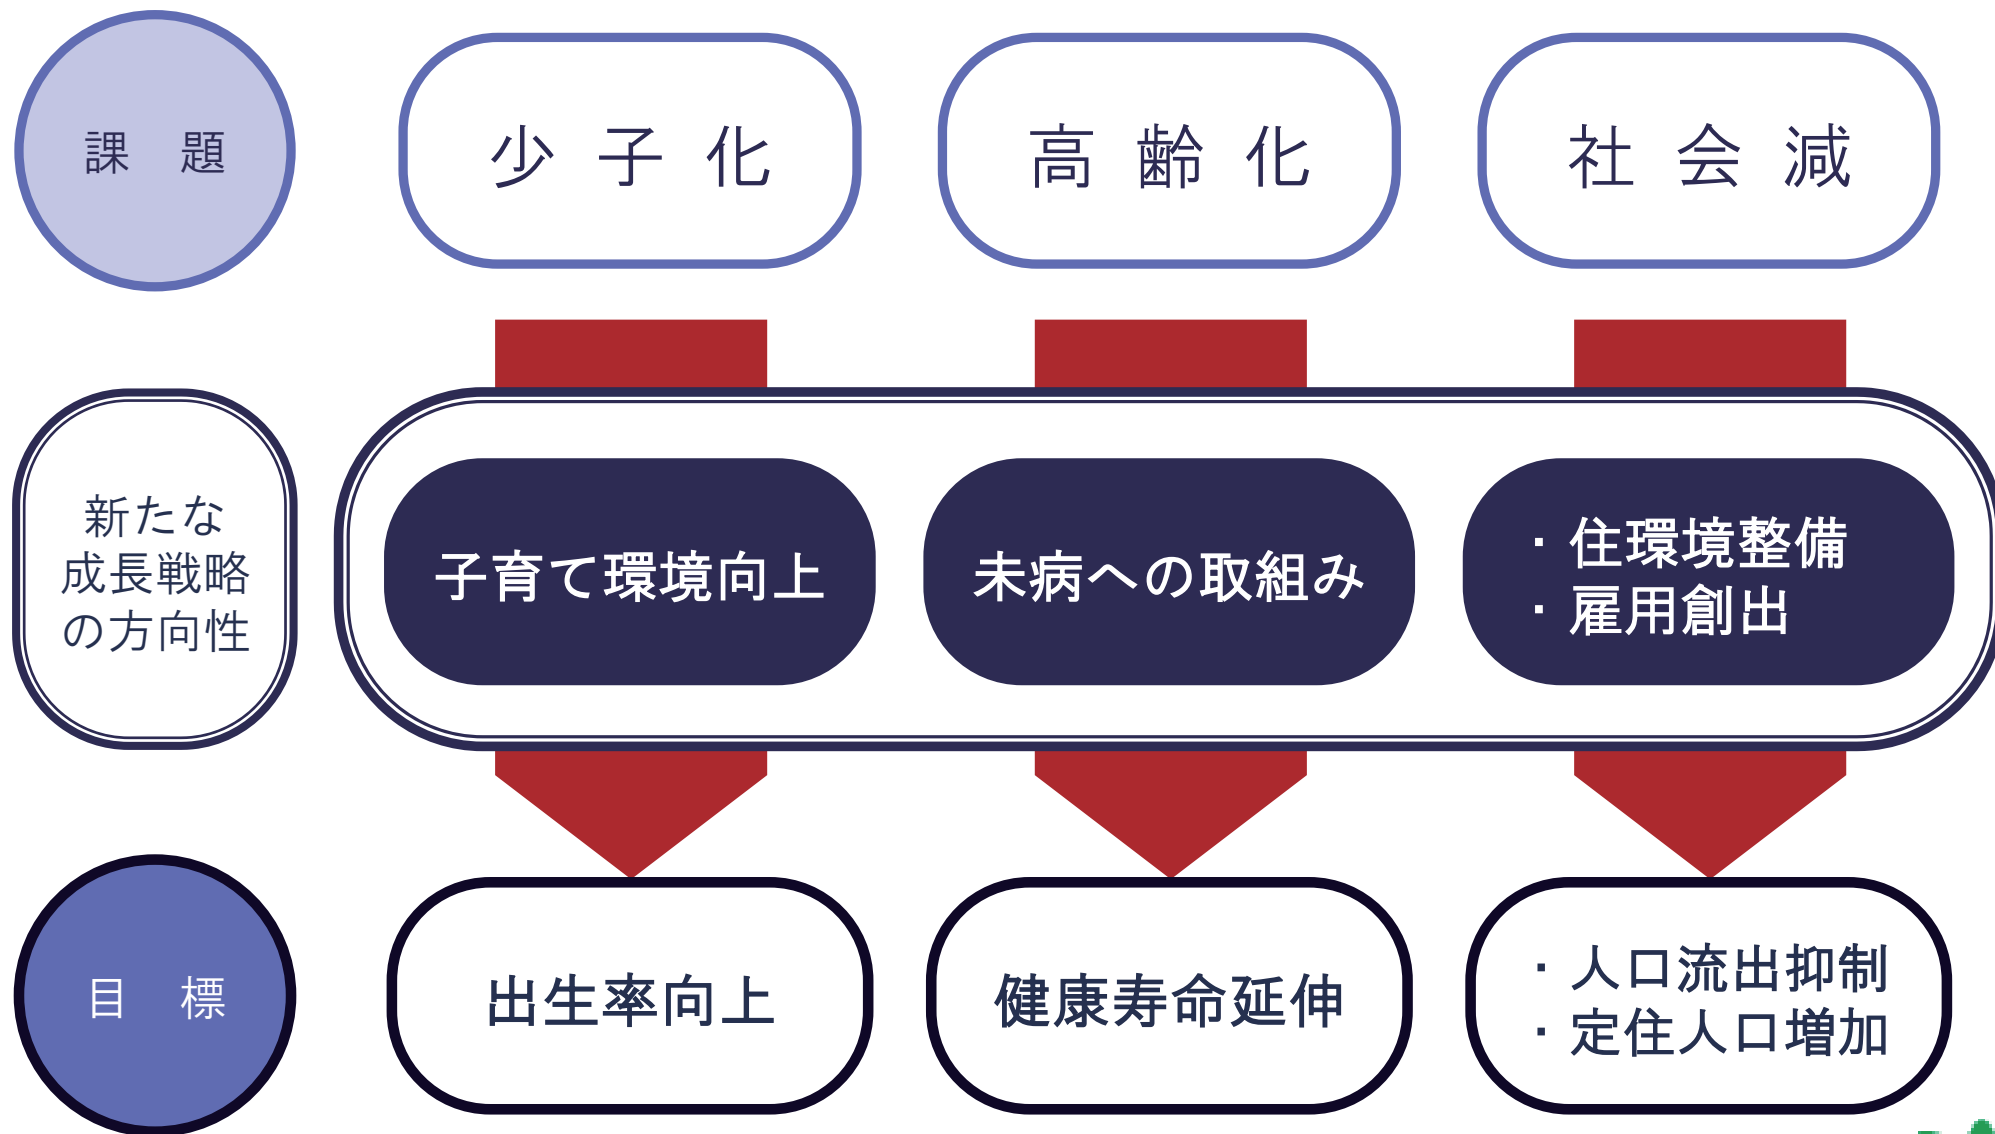 課　題
少 子 化
高 齢 化
社 会 減
新たな
成長戦略
の方向性
子育て環境向上
未病への取組み
・住環境整備
・雇用創出
目　標
出生率向上
健康寿命延伸
・人口流出抑制
・定住人口増加